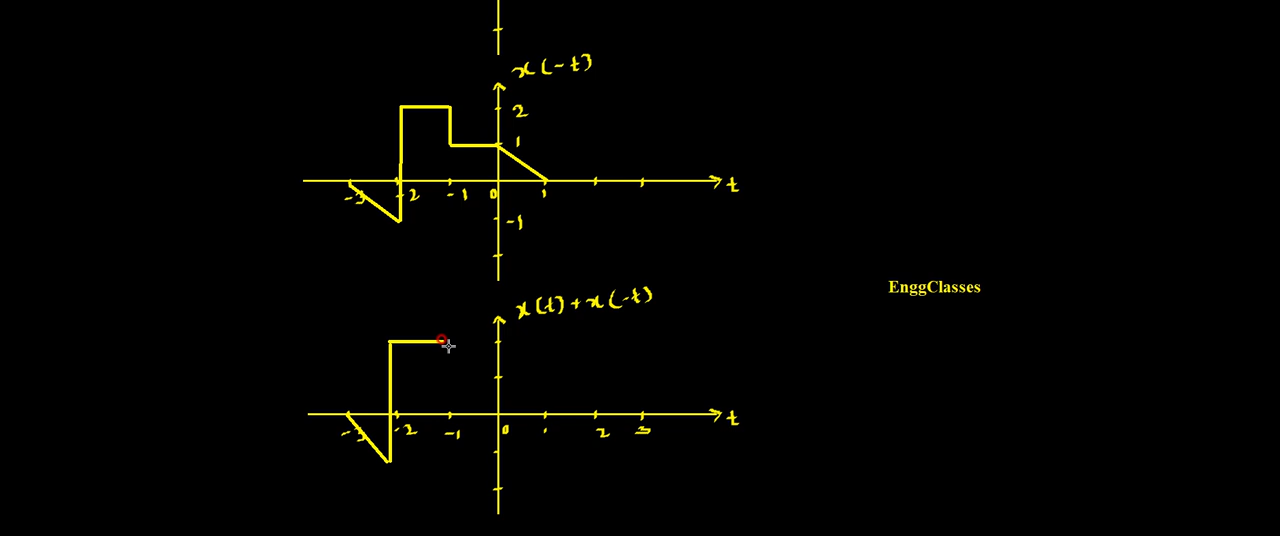 x(-t)
2
1
-3 -2 -1 0 1 t
-1
EnggClasses
x(t)+x(-t)
-3 -2 -1 0 1 2 3 t